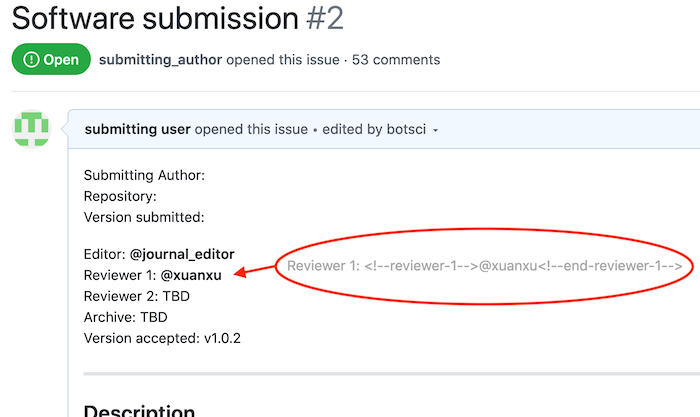 Software submission #2
Open submitting_author opened this issue · 53 comments
submitting user opened this issue • edited by botsci
Submitting Author:
Repository:
Version submitted:
Editor: @journal_editor
Reviewer 1: @xuanxu
Reviewer 1: <!--reviewer-1-->@xuanxu<!--end-reviewer-1-->
Reviewer 2: TBD
Archive: TBD
Version accepted: v1.0.2
Description